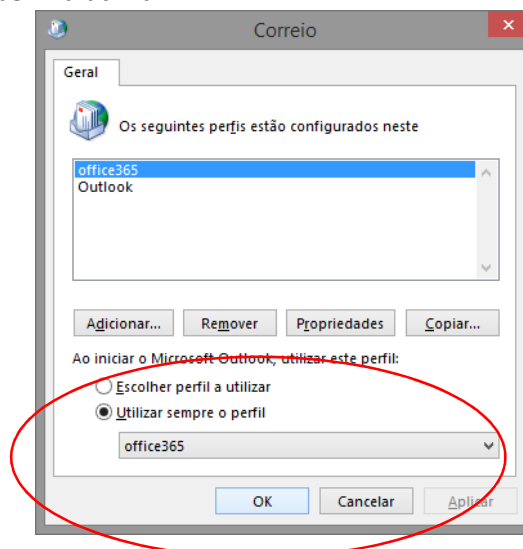 Correio
Geral
Os seguintes perfis estão configurados neste
office365
Outlook
Adicionar... Remover Propriedades Copiar...
Ao iniciar o Microsoft Outlook, utilizar este perfil:
Escolher perfil a utilizar
Utilizar sempre o perfil
office365
OK Cancelar Aplicar